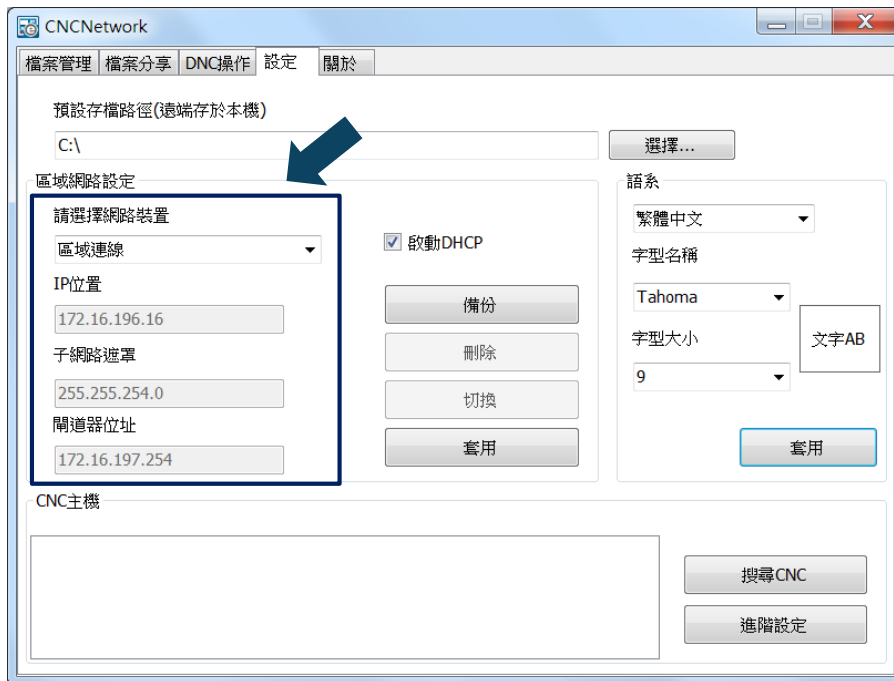 CNCNetwork
檔案管理 檔案分享 DNC操作 設定 關於
預設存檔路徑(遠端存於本機)
C:\ 選擇...
區域網路設定
請選擇網路裝置
區域連線
IP位置
172.16.196.16
子網路遮罩
255.255.254.0
閘道器位址
172.16.197.254
啟動DHCP
備份
刪除
切換
套用
語系
繁體中文
字型名稱
Tahoma
字型大小
9
文字AB
套用
CNC主機
搜尋CNC
進階設定